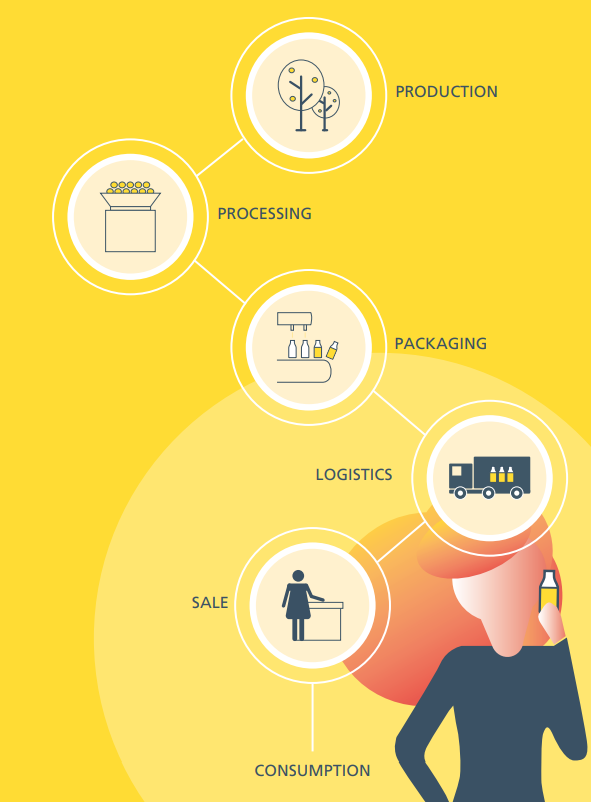 PRODUCTION
PROCESSING
PACKAGING
LOGISTICS
SALE
CONSUMPTION